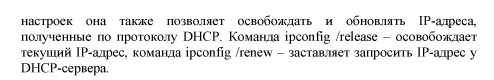 настроек она также позволяет освобождать и обновлять IP-адреса,
полученные по протоколу DHCP. Команда ipconfig /release – осовобождает
текущий IP-адрес, команда ipconfig /renew – заставляет запросить IP-адрес у
DHCP-сервера.